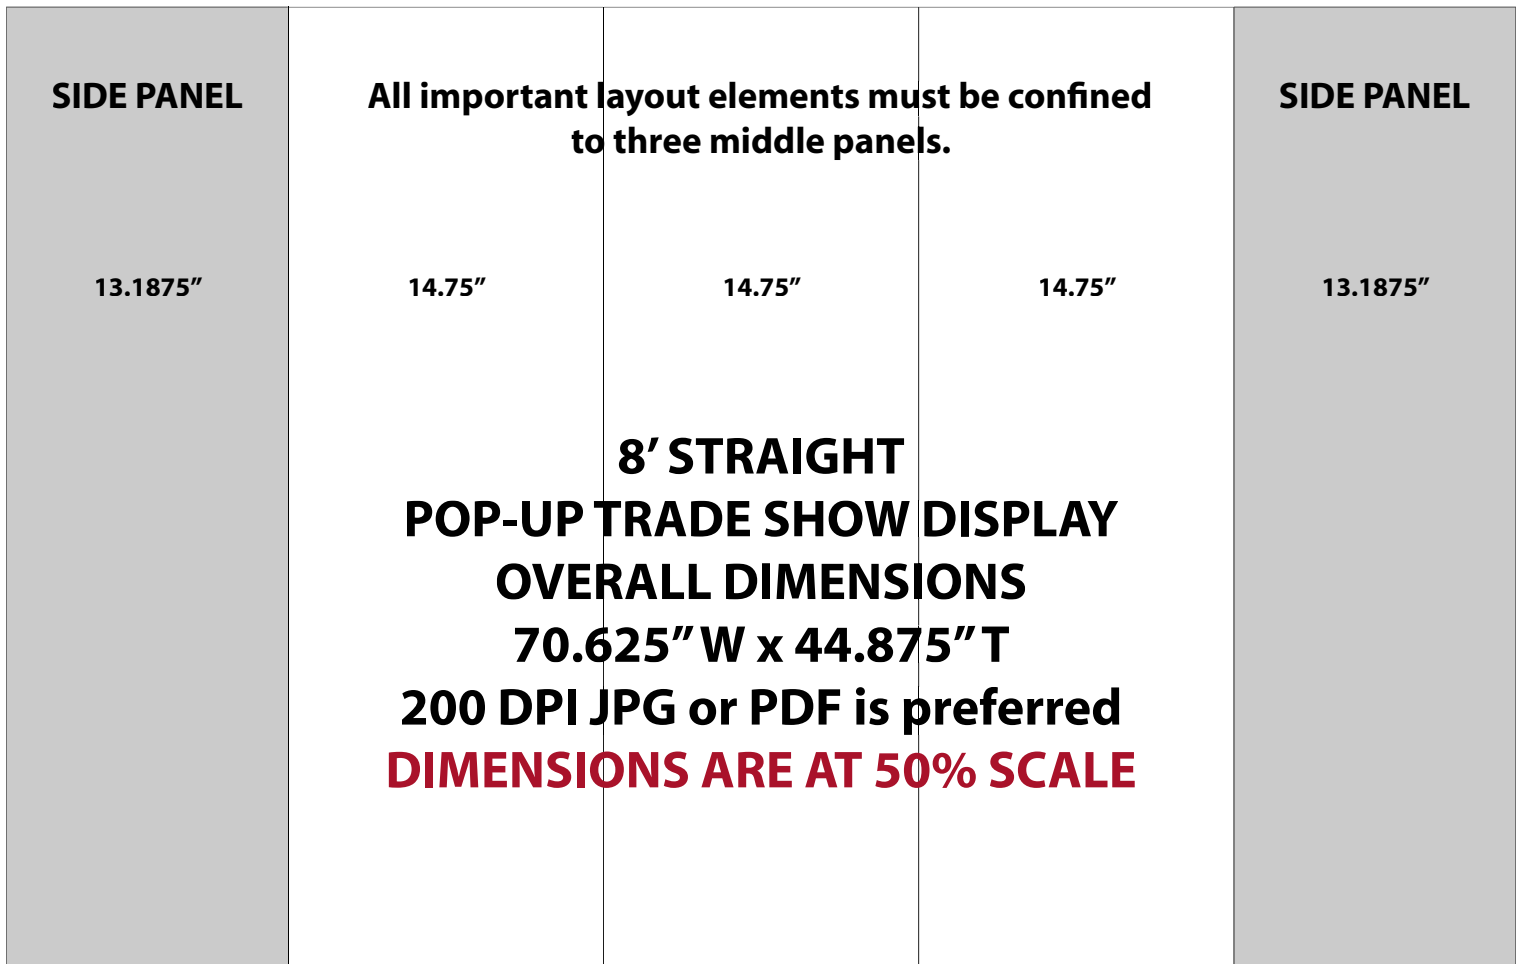 SIDE PANEL
All important layout elements must be confined
to three middle panels.
SIDE PANEL
13.1875”
14.75”
14.75”
14.75”
13.1875”
8’ STRAIGHT
POP-UP TRADE SHOW DISPLAY
OVERALL DIMENSIONS
70.625” W x 44.875” T
200 DPI JPG or PDF is preferred
DIMENSIONS ARE AT 50% SCALE